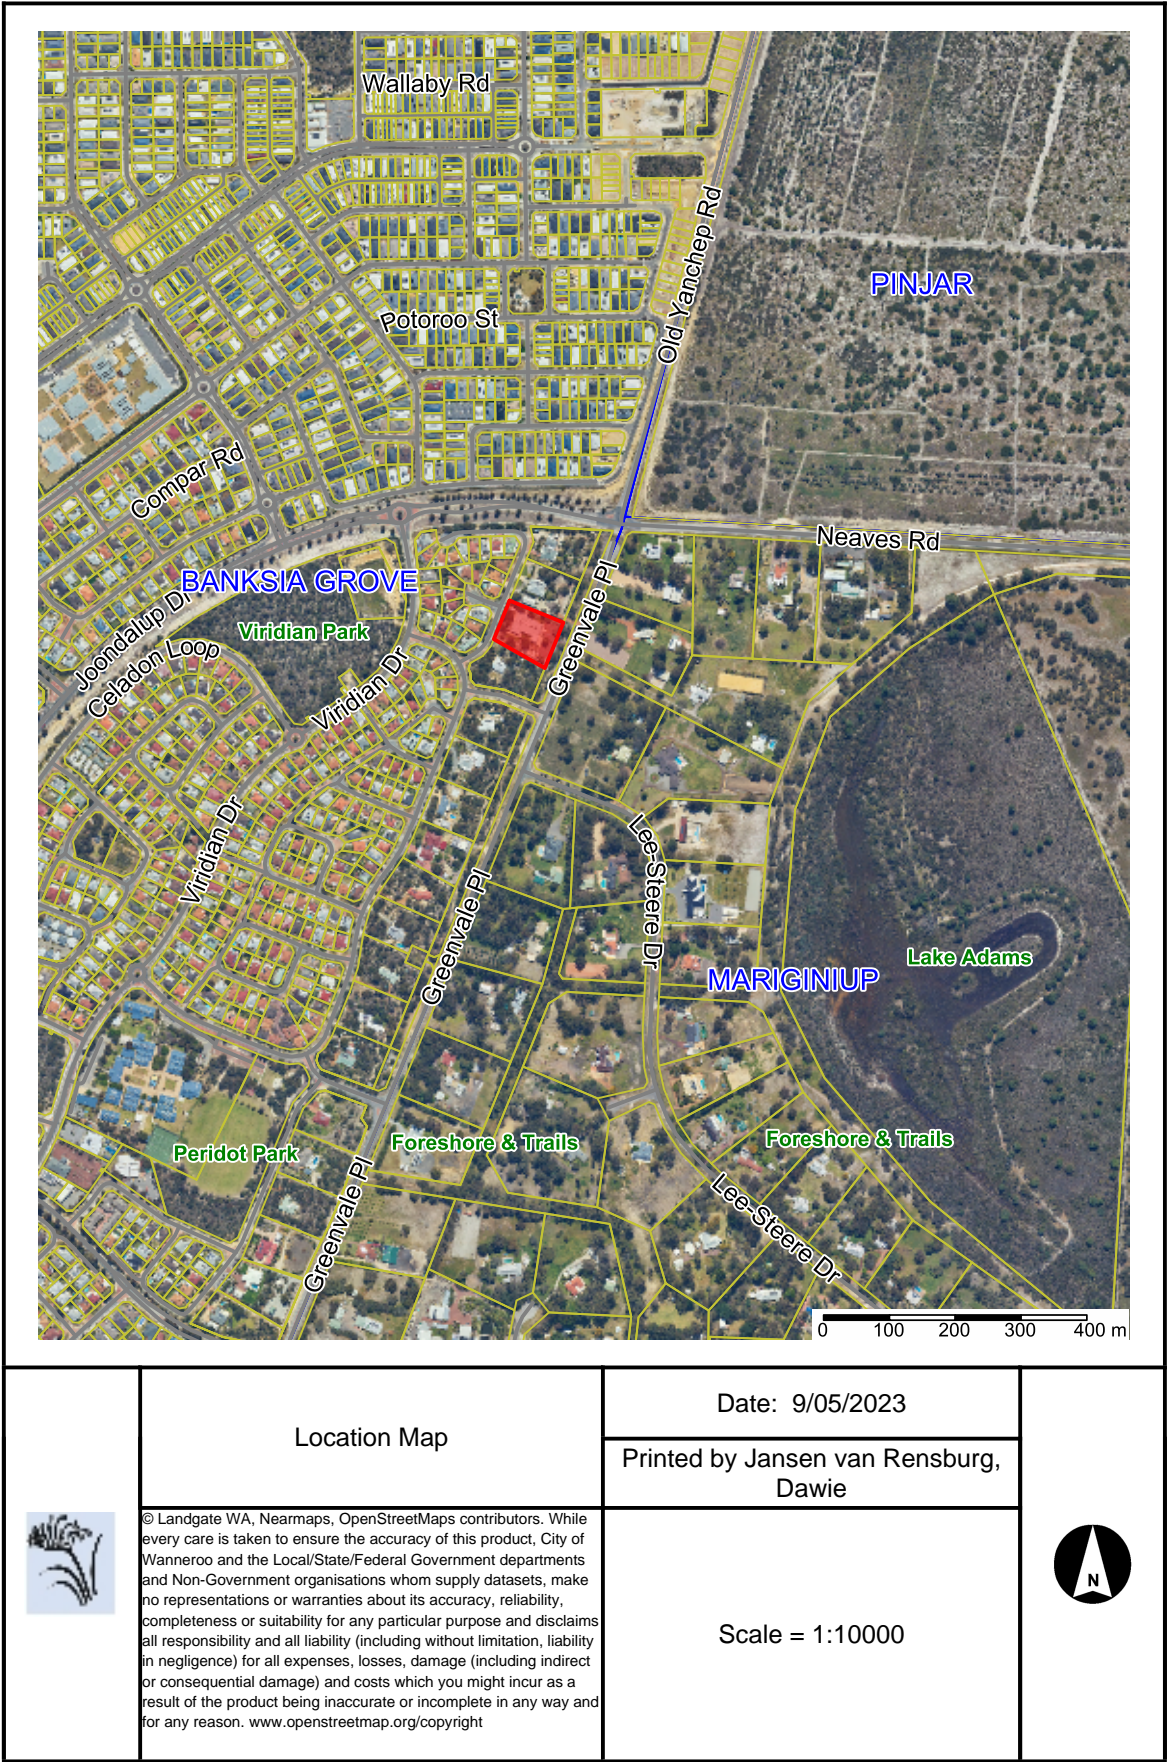 Wallaby Rd
Old Yanchep Rd
PINJAR
Potoroo St
Compar Rd
Neaves Rd
BANKSIA GROVE
Joondalup Dr
Viridian Park
Greenvale Pl
Celadon Loop
Viridian Dr
Viridian Dr
Lee-Steere Dr
Greenvale Pl
Lake Adams
MARIGINIUP
Peridot Park
Foreshore & Trails
Foreshore & Trails
Greenvale Pl
Lee-Steere Dr
0 100 200 300 400 m
Location Map
Date: 9/05/2023
Printed by Jansen van Rensburg,
Dawie
© Landgate WA, Nearmaps, OpenStreetMaps contributors. While
every care is taken to ensure the accuracy of this product, City of
Wanneroo and the Local/State/Federal Government departments
and Non-Government organisations whom supply datasets, make
no representations or warranties about its accuracy, reliability,
completeness or suitability for any particular purpose and disclaims
all responsibility and all liability (including without limitation, liability
in negligence) for all expenses, losses, damage (including indirect
or consequential damage) and costs which you might incur as a
result of the product being inaccurate or incomplete in any way and
for any reason. www.openstreetmap.org/copyright
Scale = 1:10000
N